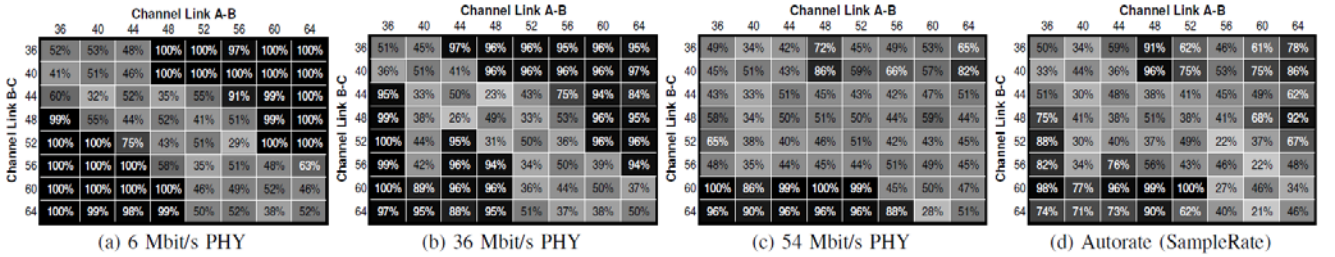 Channel Link A-B
36 40 44 48 52 56 60 64
Channel Link B-C
36 52% 53% 48% 100% 100% 97% 100% 100%
40 41% 51% 46% 100% 100% 100% 100% 100%
44 60% 32% 52% 35% 55% 91% 99% 100%
48 99% 55% 44% 52% 41% 51% 99% 100%
52 100% 100% 75% 43% 51% 29% 100% 100%
56 100% 100% 100% 58% 35% 51% 48% 63%
60 100% 100% 100% 100% 46% 49% 52% 46%
64 100% 99% 98% 99% 50% 52% 38% 52%
(a) 6 Mbit/s PHY
Channel Link A-B
36 40 44 48 52 56 60 64
Channel Link B-C
36 51% 45% 97% 96% 96% 95% 96% 95%
40 36% 51% 41% 96% 96% 96% 96% 97%
44 95% 33% 50% 23% 43% 75% 94% 84%
48 99% 38% 26% 49% 33% 53% 96% 95%
52 100% 44% 95% 31% 50% 36% 96% 96%
56 99% 42% 96% 94% 34% 50% 39% 94%
60 100% 89% 96% 96% 36% 44% 50% 37%
64 97% 95% 88% 95% 51% 37% 38% 50%
(b) 36 Mbit/s PHY
Channel Link A-B
36 40 44 48 52 56 60 64
Channel Link B-C
36 49% 34% 42% 72% 45% 49% 53% 65%
40 45% 51% 43% 86% 59% 66% 57% 82%
44 43% 33% 51% 45% 43% 42% 47% 51%
48 58% 34% 50% 51% 50% 44% 59% 44%
52 65% 38% 40% 46% 51% 42% 43% 45%
56 48% 35% 44% 45% 44% 51% 49% 45%
60 100% 86% 99% 100% 99% 45% 50% 47%
64 96% 90% 96% 96% 96% 88% 28% 51%
(c) 54 Mbit/s PHY
Channel Link A-B
36 40 44 48 52 56 60 64
Channel Link B-C
36 50% 34% 59% 91% 62% 46% 61% 78%
40 33% 44% 36% 96% 75% 53% 75% 86%
44 51% 30% 48% 38% 41% 45% 49% 62%
48 75% 41% 38% 51% 38% 41% 68% 92%
52 88% 30% 40% 37% 49% 22% 37% 67%
56 82% 34% 76% 56% 43% 46% 22% 48%
60 98% 77% 96% 99% 100% 27% 46% 34%
64 74% 71% 73% 90% 62% 40% 21% 46%
(d) Autorate (SampleRate)